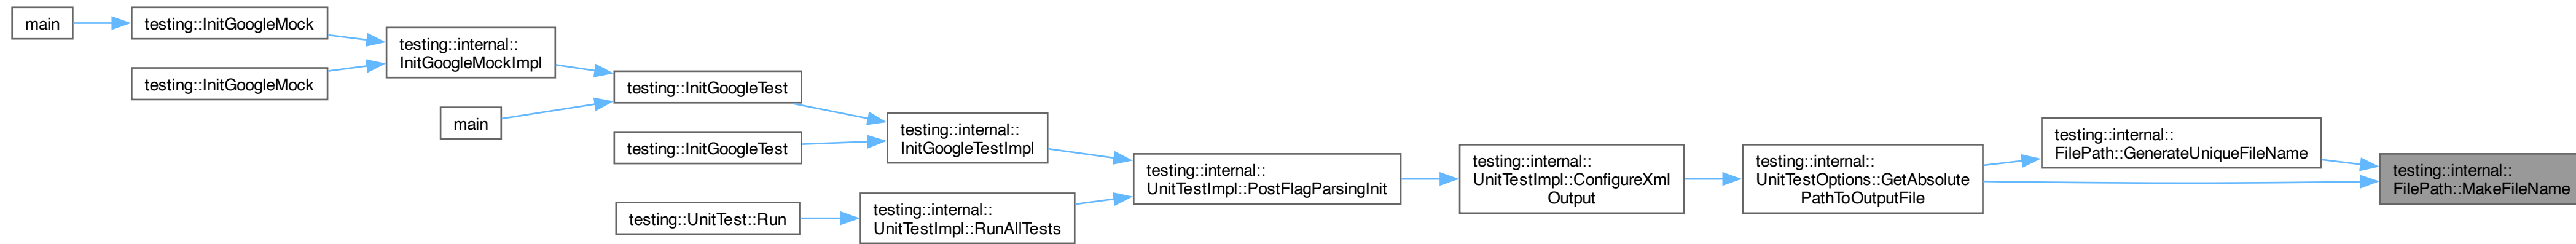 main
testing::InitGoogleMock
testing::InitGoogleMock
testing::internal::
InitGoogleMockImpl
testing::InitGoogleTest
main
testing::InitGoogleTest
testing::internal::
InitGoogleTestImpl
testing::UnitTest::Run
testing::internal::
UnitTestImpl::RunAllTests
testing::internal::
UnitTestImpl::PostFlagParsingInit
testing::internal::
UnitTestImpl::ConfigureXml
Output
testing::internal::
UnitTestOptions::GetAbsolute
PathToOutputFile
testing::internal::
FilePath::GenerateUniqueFileName
testing::internal::
FilePath::MakeFileName